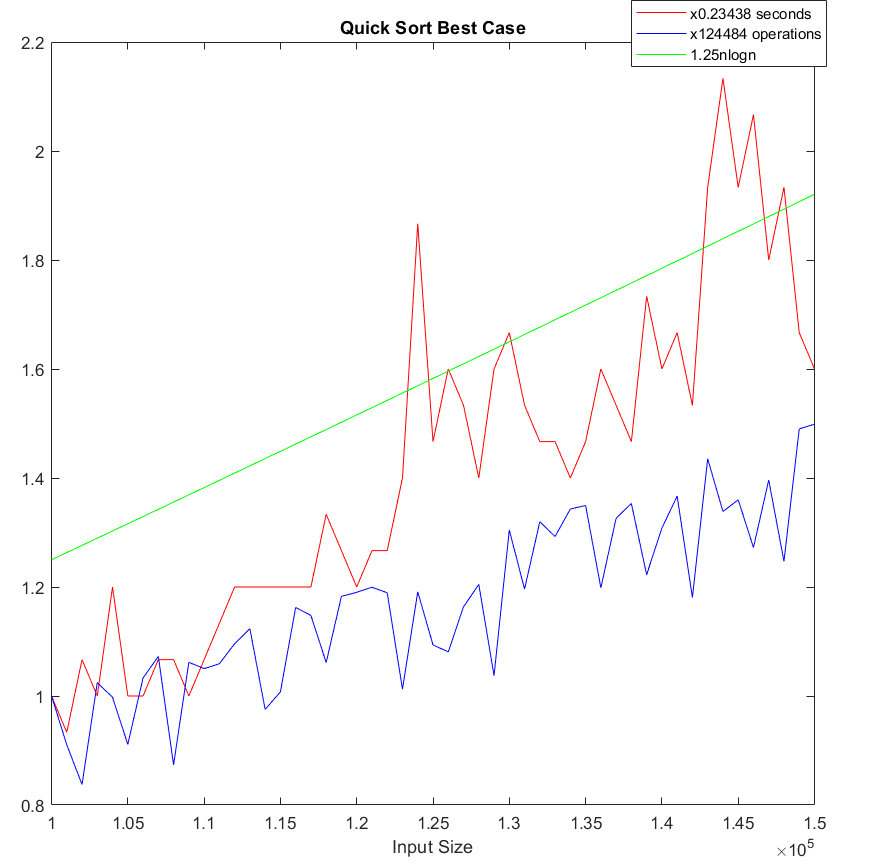 Quick Sort Best Case
x0.23438 seconds
x124484 operations
1.25nlogn
2.2
2
1.8
1.6
1.4
1.2
1
0.8
1 1.05 1.1 1.15 1.2 1.25 1.3 1.35 1.4 1.45 1.5
Input Size
×10⁵